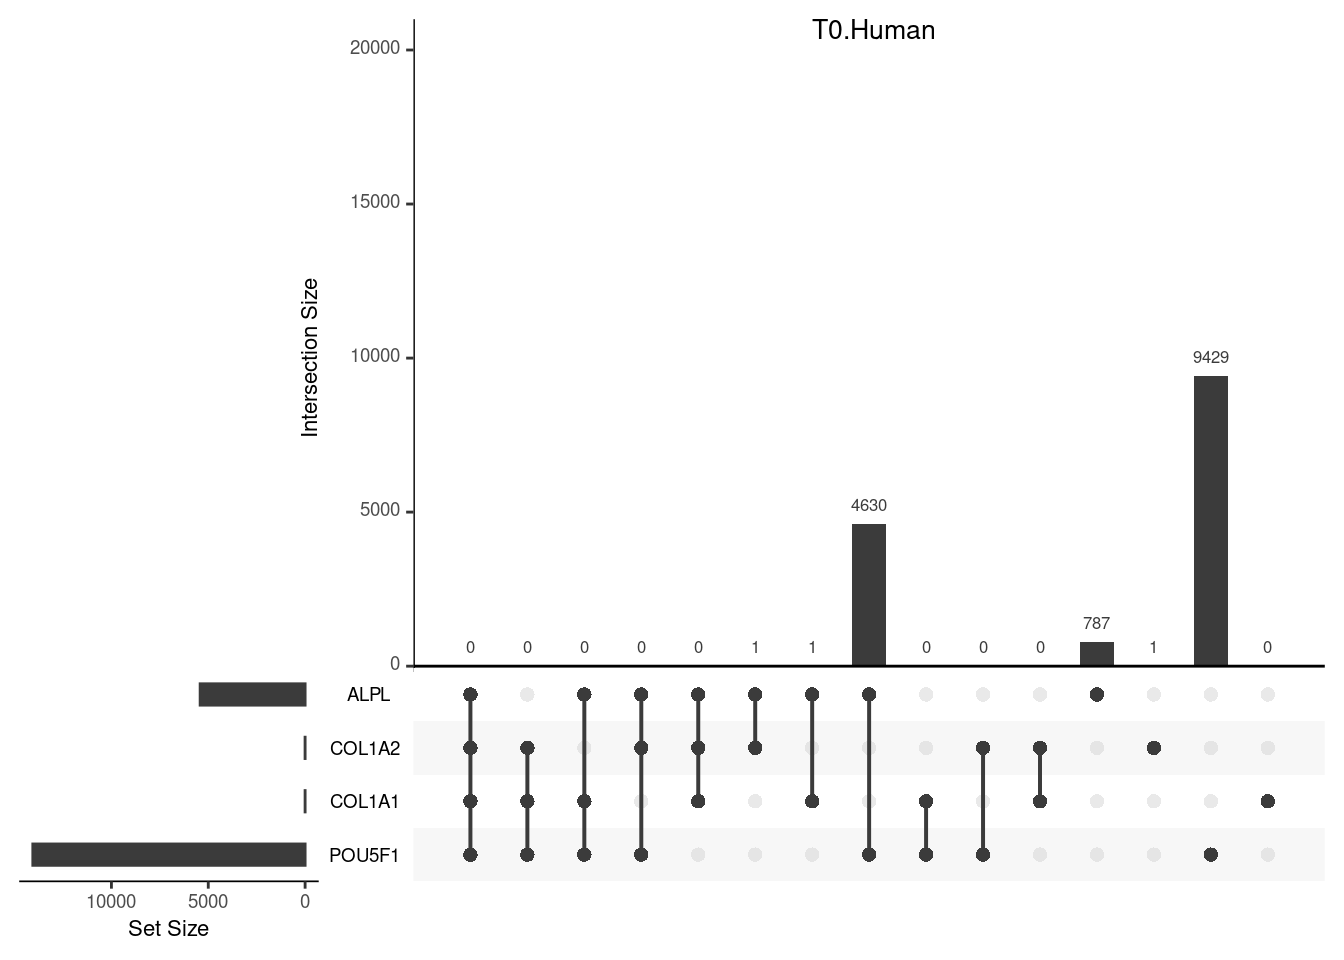 T0.Human
20000
15000
10000
5000
0
Intersection Size
0 0 0 0 0 1 1 4630 0 0 0 787 1 9429 0
ALPL
COL1A2
COL1A1
POU5F1
10000 5000 0
Set Size